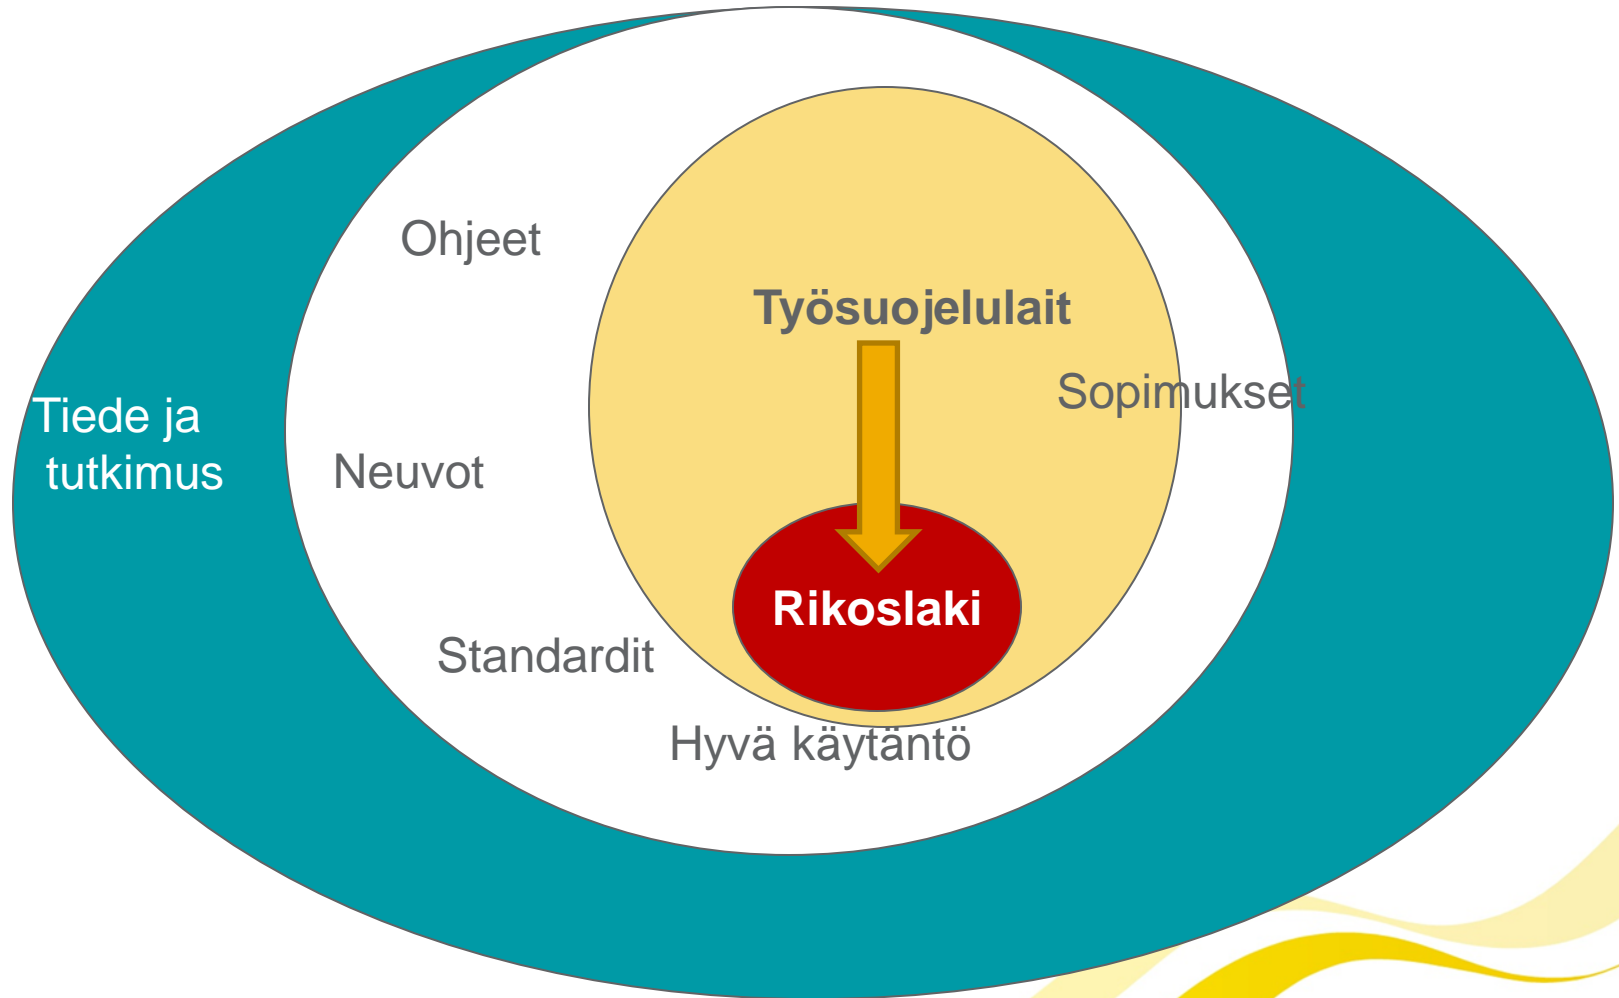 Ohjeet
Työsuojelulait
Sopimukset
Tiede ja
tutkimus
Neuvot
Rikoslaki
Standardit
Hyvä käytäntö